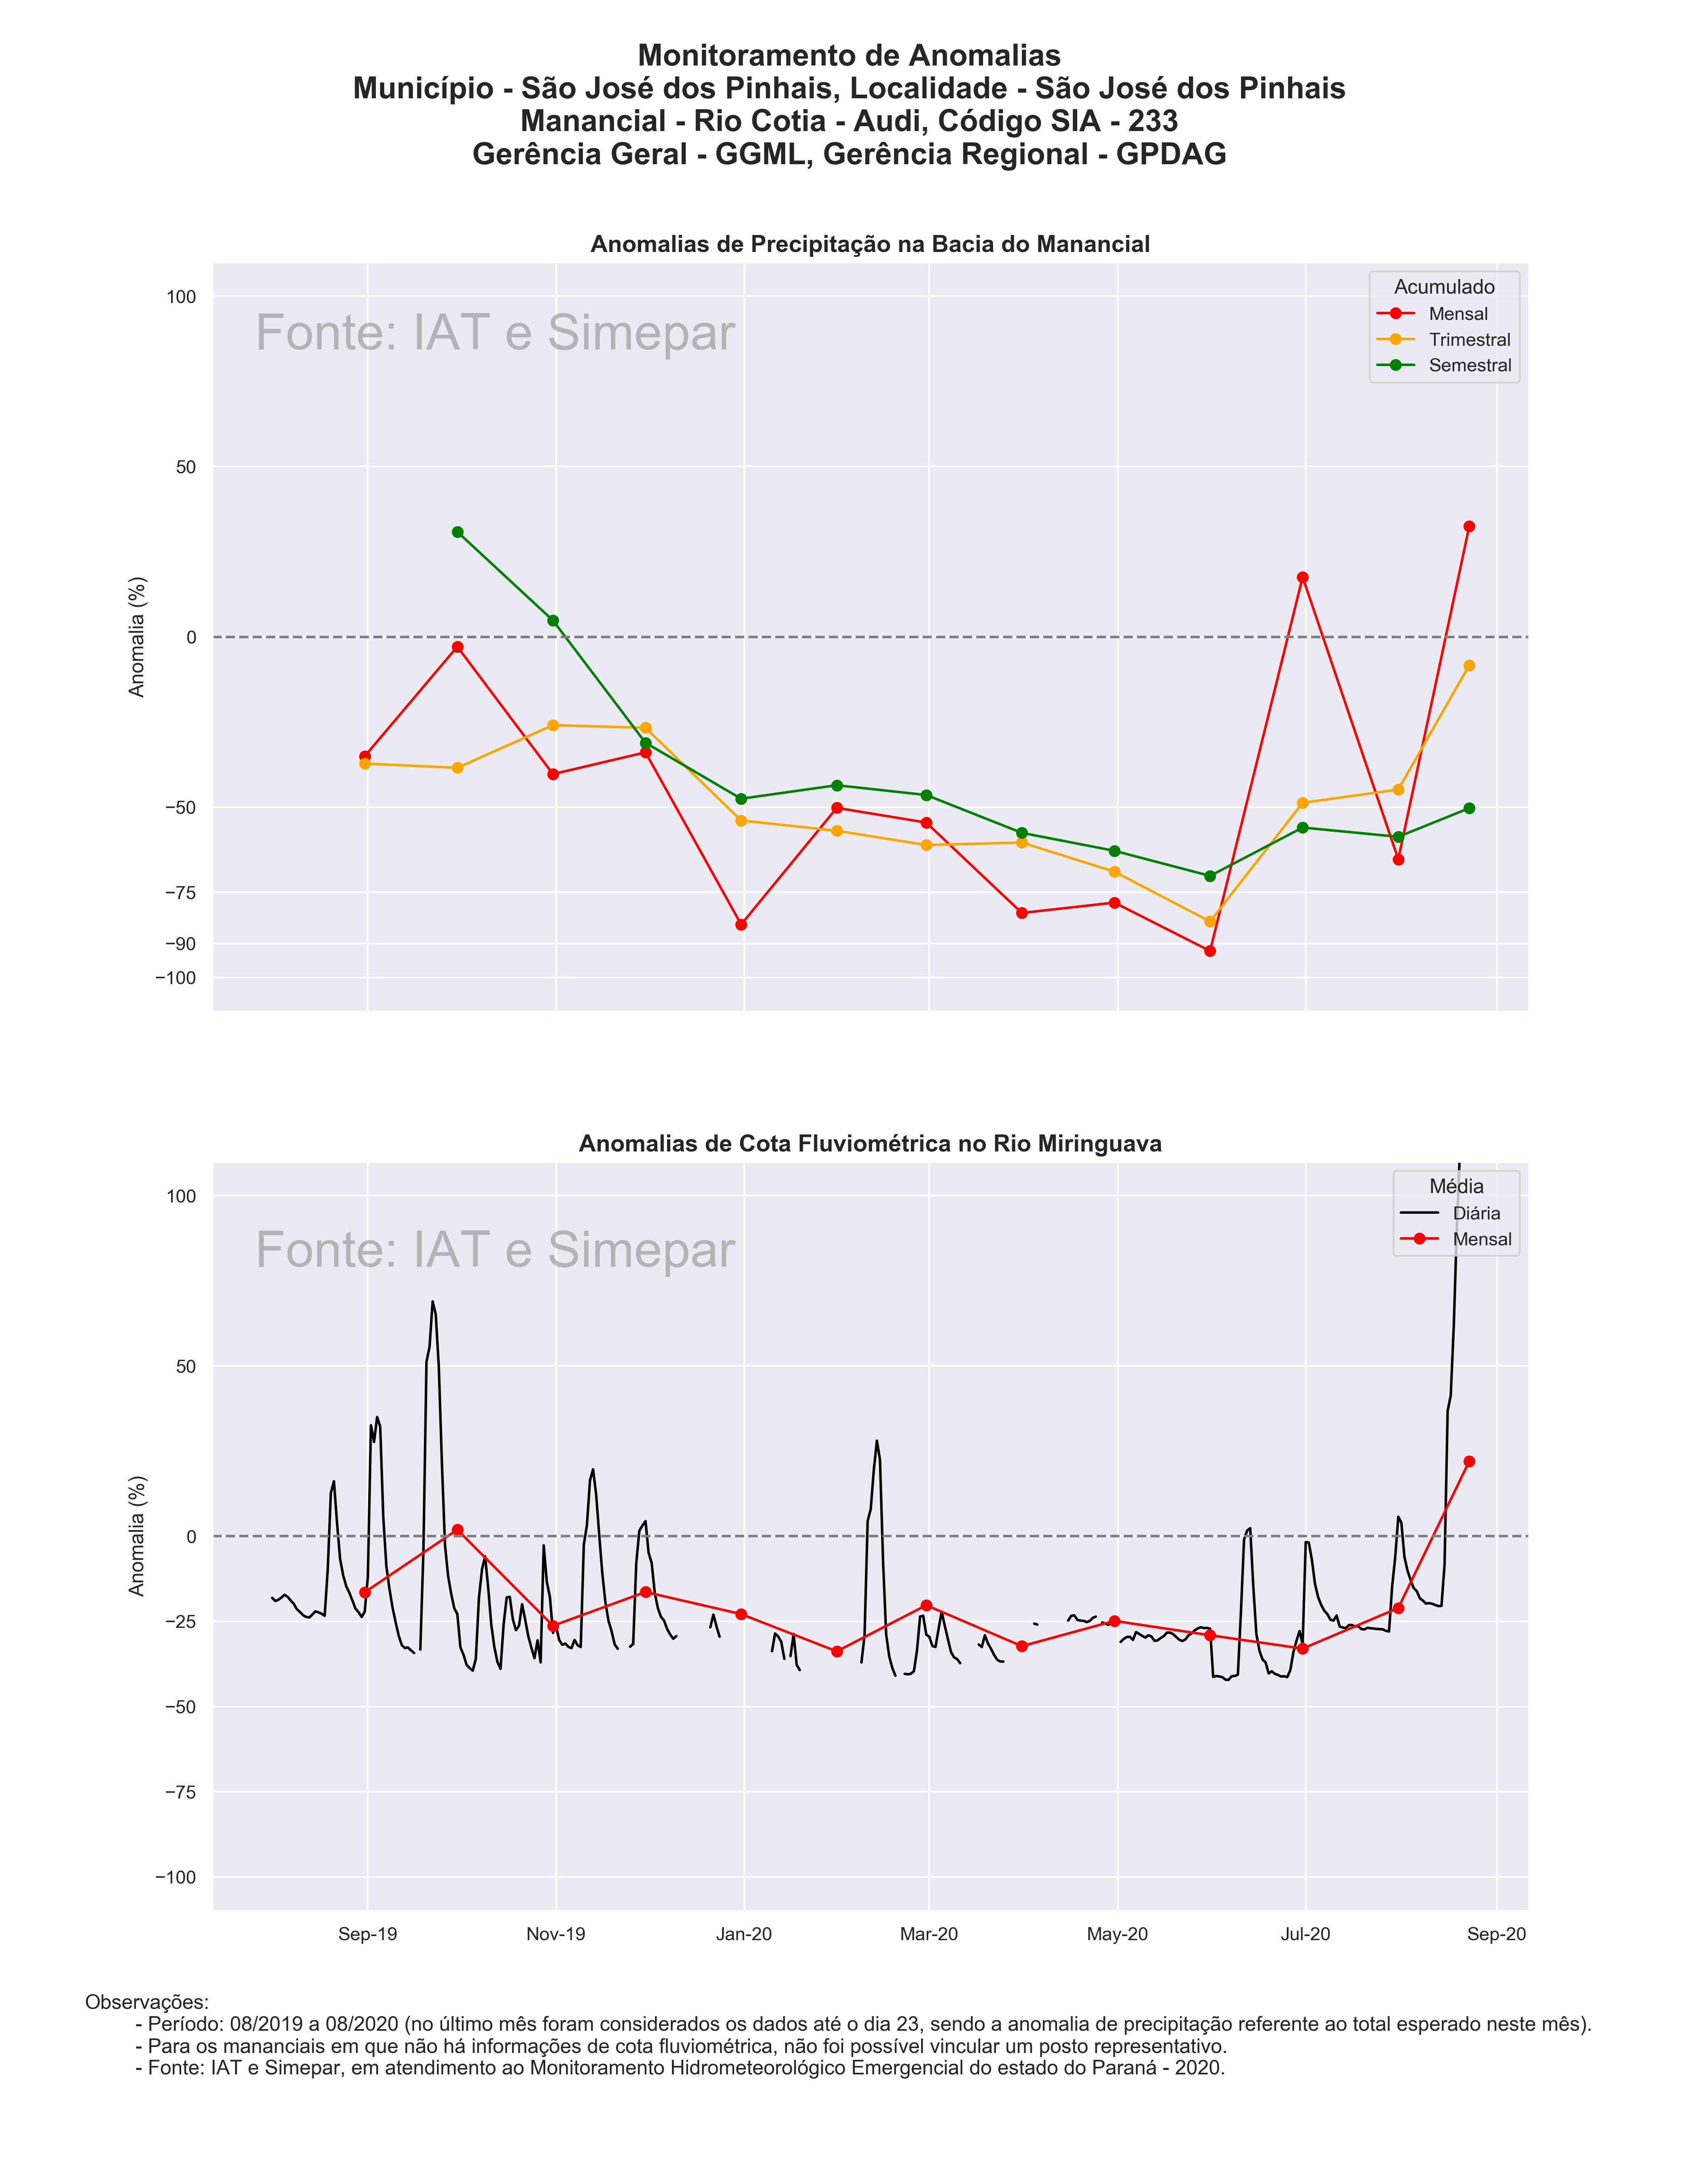 Monitoramento de Anomalias
Município - São José dos Pinhais, Localidade - São José dos Pinhais
Manancial - Rio Cotia - Audi, Código SIA - 233
Gerência Geral - GGML, Gerência Regional - GPDAG
Anomalias de Precipitação na Bacia do Manancial
Fonte: IAT e Simepar
Acumulado
Mensal
Trimestral
Semestral
Anomalia (%)
100
50
0
−50
−75
−90
−100
Anomalias de Cota Fluviométrica no Rio Miringuava
Fonte: IAT e Simepar
Média
Diária
Mensal
Anomalia (%)
100
50
0
−25
−50
−75
−100
Sep-19 Nov-19 Jan-20 Mar-20 May-20 Jul-20 Sep-20
Observações:
- Período: 08/2019 a 08/2020 (no último mês foram considerados os dados até o dia 23, sendo a anomalia de precipitação referente ao total esperado neste mês).
- Para os mananciais em que não há informações de cota fluviométrica, não foi possível vincular um posto representativo.
- Fonte: IAT e Simepar, em atendimento ao Monitoramento Hidrometeorológico Emergencial do estado do Paraná - 2020.